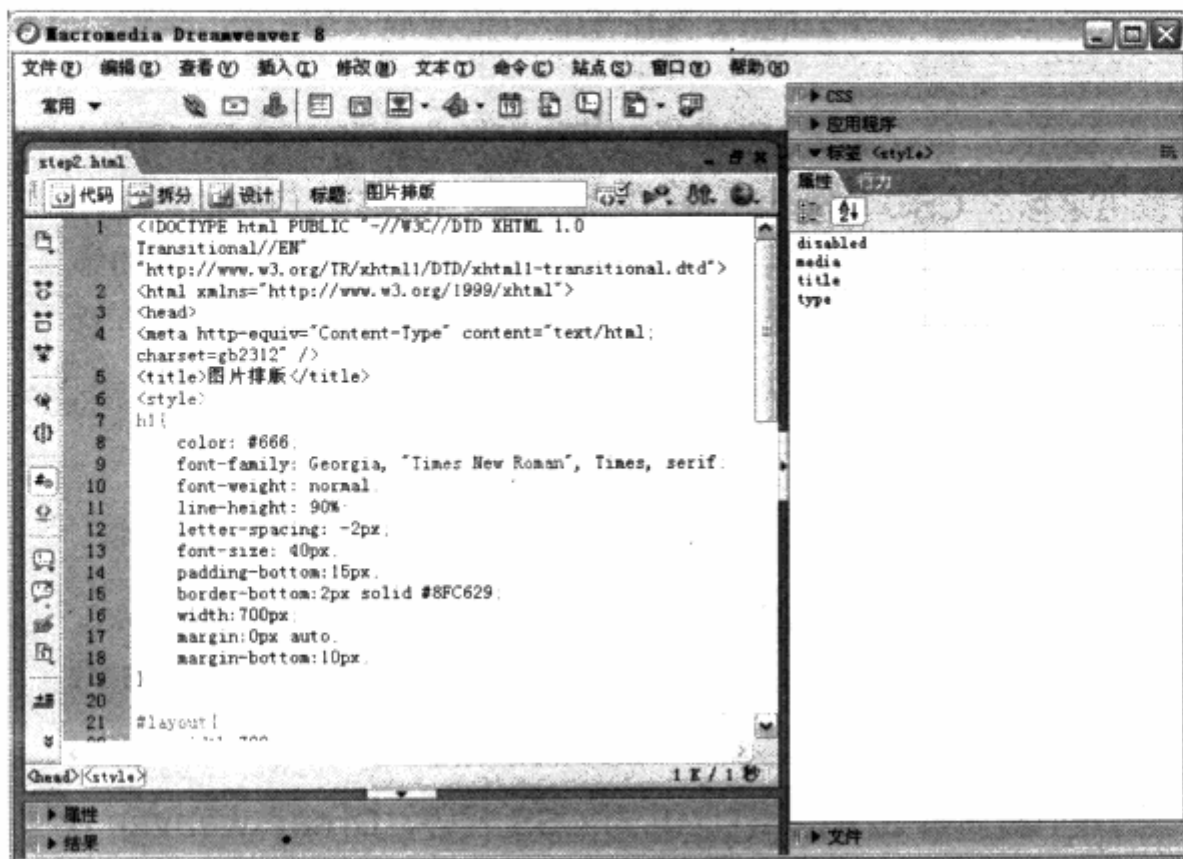 Macromedia Dreamweaver 8
文件(F) 编辑(E) 查看(V) 插入(I) 修改(M) 文本(T) 命令(C) 站点(S) 窗口(W) 帮助(H)
常用
CSS
应用程序
标签 <style>
属性 行为
disabled
media
title
type
step2.html
代码 拆分 设计 标题: 图片排版
1 <!DOCTYPE html PUBLIC "-//W3C//DTD XHTML 1.0
Transitional//EN"
"http://www.w3.org/TR/xhtml1/DTD/xhtml1-transitional.dtd">
2 <html xmlns="http://www.w3.org/1999/xhtml">
3 <head>
4 <meta http-equiv="Content-Type" content="text/html;
charset=gb2312" />
5 <title>图片排版</title>
6 <style>
7 h1{
8 color: #666;
9 font-family: Georgia, "Times New Roman", Times, serif;
10 font-weight: normal;
11 line-height: 90%;
12 letter-spacing: -2px;
13 font-size: 40px;
14 padding-bottom:15px;
15 border-bottom:2px solid #8FC629;
16 width:700px;
17 margin:0px auto;
18 margin-bottom:10px;
19 }
20
21 #layout{
<head><style>
1 K / 1 秒
属性
结果
文件